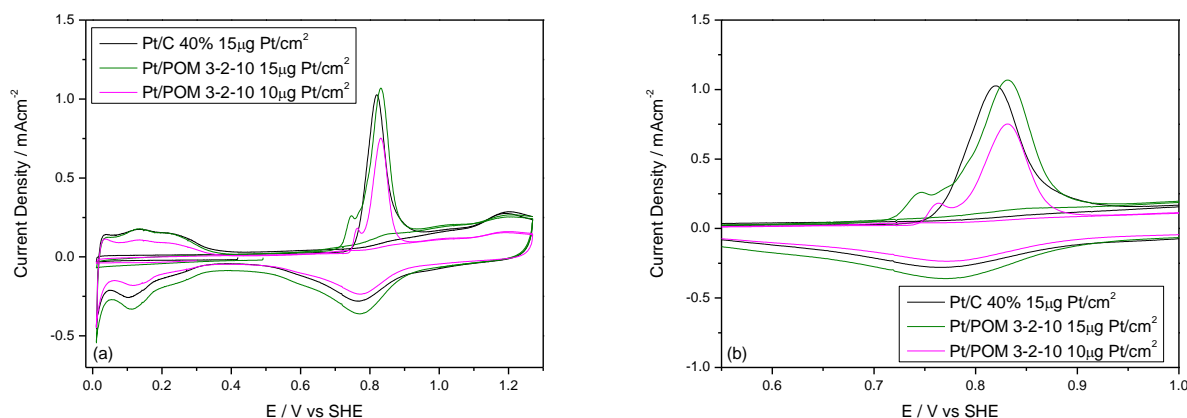 1.5
1.0
0.5
0.0
-0.5
Current Density / mAcm⁻²
Pt/C 40% 15μg Pt/cm²
Pt/POM 3-2-10 15μg Pt/cm²
Pt/POM 3-2-10 10μg Pt/cm²
(a)
0.0 0.2 0.4 0.6 0.8 1.0 1.2
E / V vs SHE
1.5
1.0
0.5
0.0
-0.5
-1.0
Current Density / mAcm⁻²
Pt/C 40% 15μg Pt/cm²
Pt/POM 3-2-10 15μg Pt/cm²
Pt/POM 3-2-10 10μg Pt/cm²
(b)
0.6 0.7 0.8 0.9 1.0
E / V vs SHE